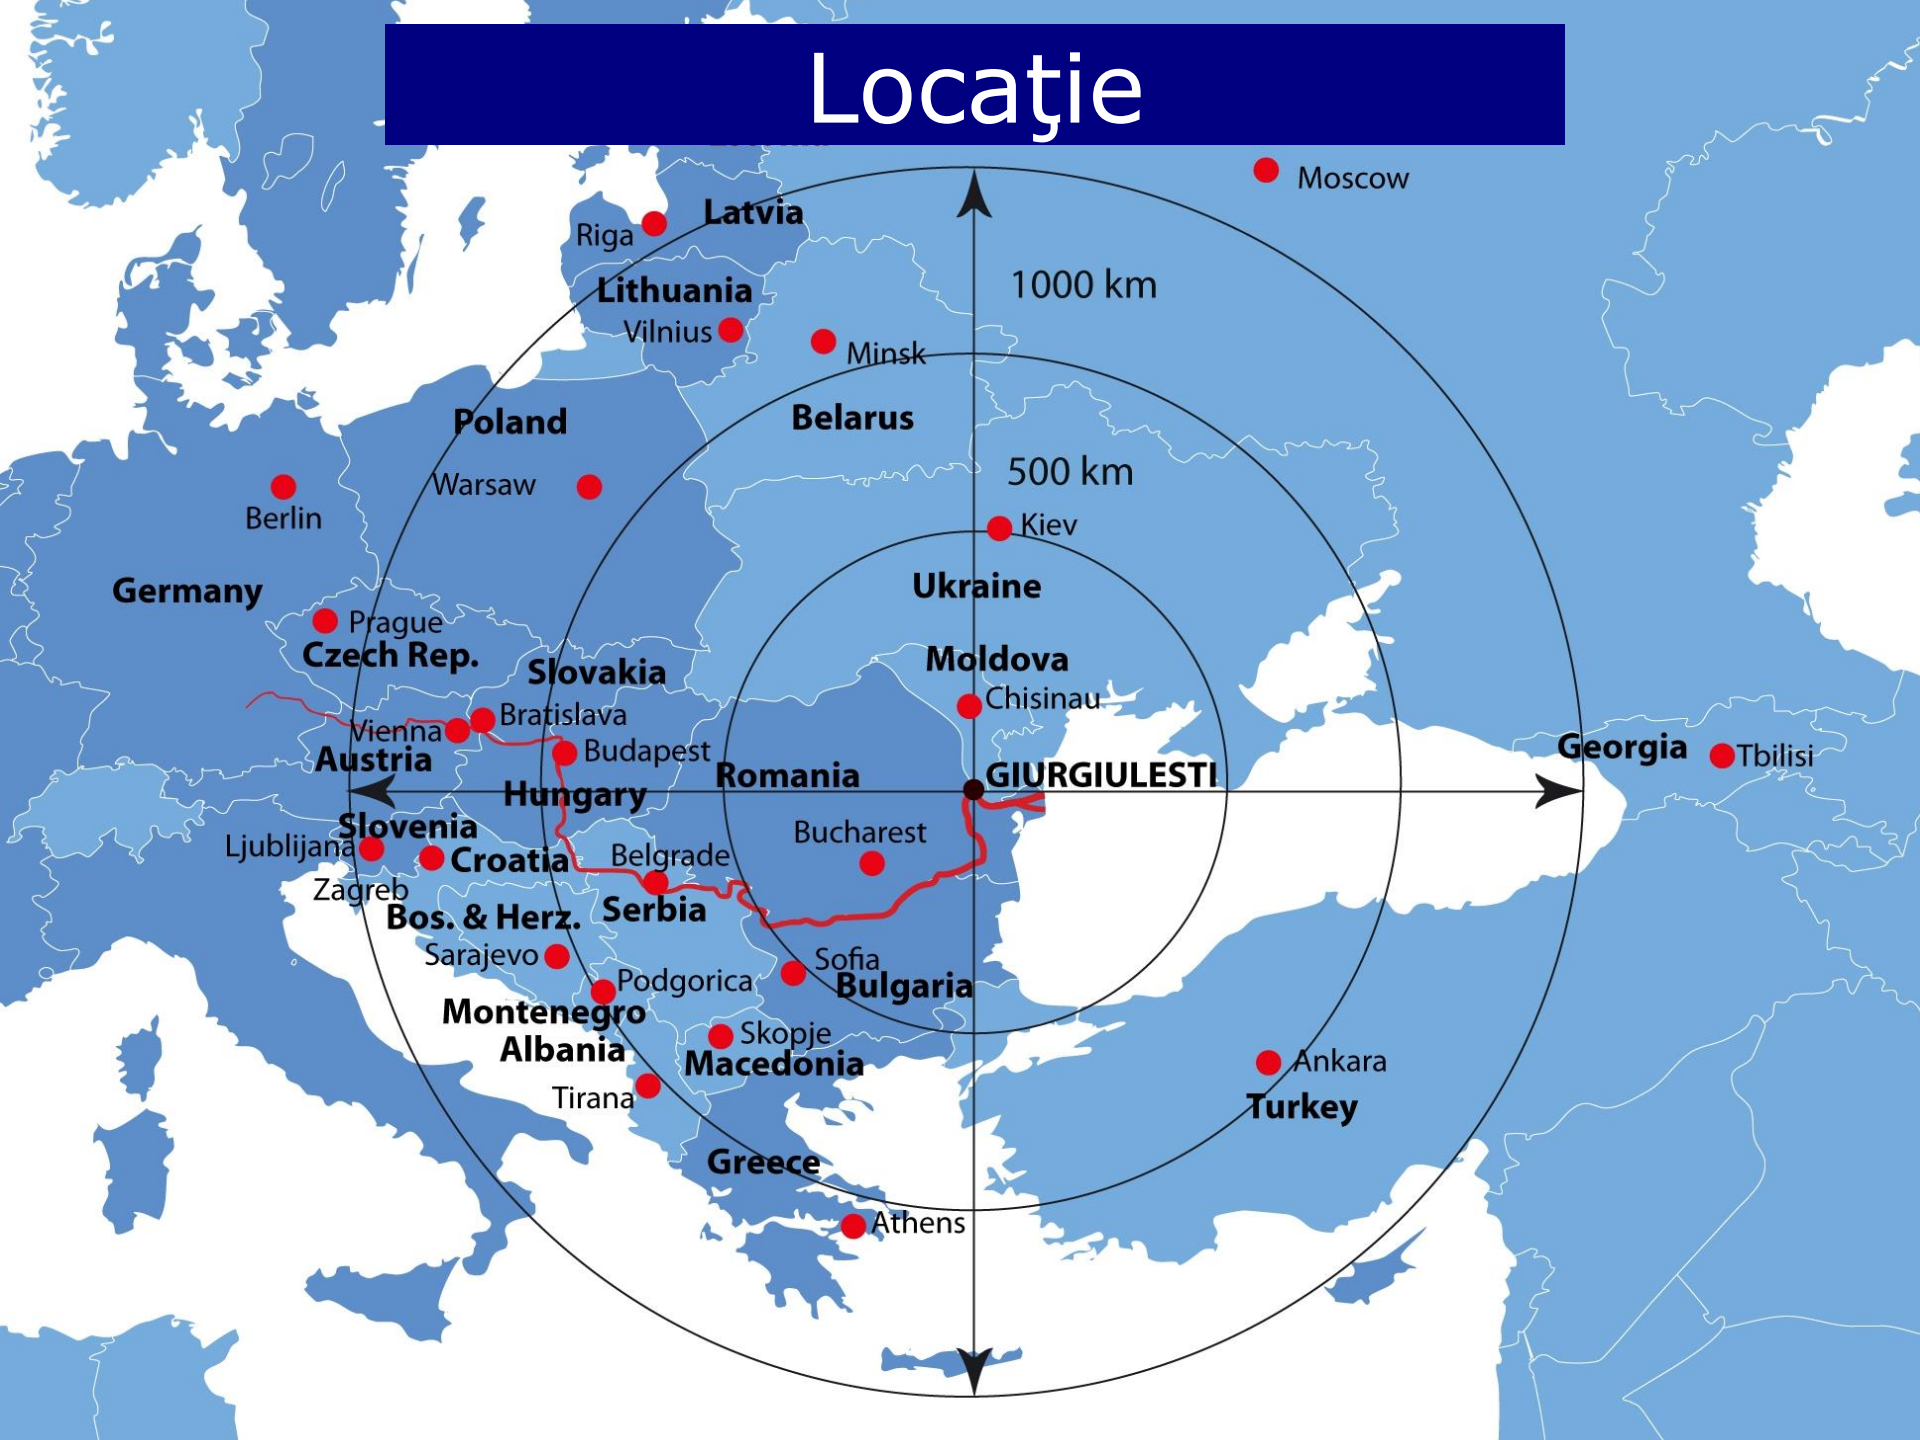 Locaţie
Moscow
Latvia
Riga
1000 km
Lithuania
Vilnius
Minsk
Poland
Belarus
500 km
Warsaw
Berlin
Kiev
Ukraine
Germany
Prague
Czech Rep.
Moldova
Slovakia
Chisinau
Bratislava
Vienna
Austria
Budapest
Romania
GIURGIULESTI
Georgia
Tbilisi
Hungary
Slovenia
Bucharest
Ljublijana
Croatia
Belgrade
Zagreb
Bos. & Herz.
Serbia
Sarajevo
Sofia
Podgorica
Bulgaria
Montenegro
Skopje
Albania
Macedonia
Ankara
Tirana
Turkey
Greece
Athens